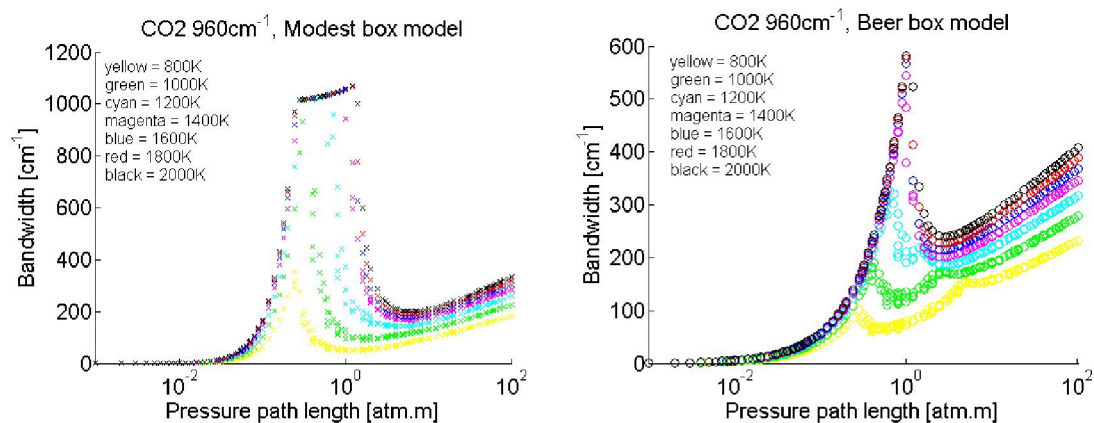 CO2 960cm-1, Modest box model
1200
1000
800
600
400
200
0
Bandwidth [cm-1]
yellow = 800K
green = 1000K
cyan = 1200K
magenta = 1400K
blue = 1600K
red = 1800K
black = 2000K
10-2
100
102
Pressure path length [atm.m]
CO2 960cm-1, Beer box model
600
500
400
300
200
100
0
Bandwidth [cm-1]
yellow = 800K
green = 1000K
cyan = 1200K
magenta = 1400K
blue = 1600K
red = 1800K
black = 2000K
10-2
100
102
Pressure path length [atm.m]